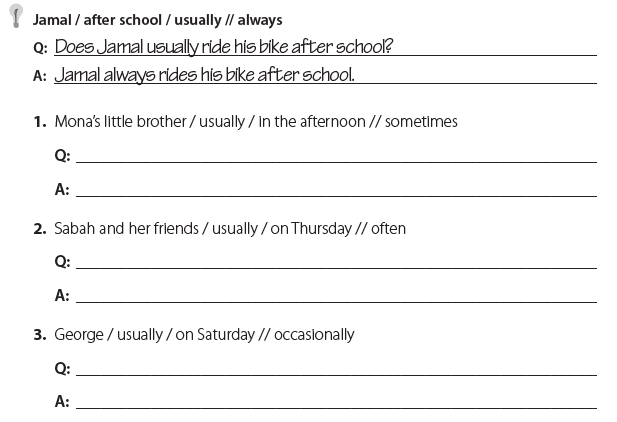 Jamal / after school / usually // always
Q: Does Jamal usually ride his bike after school?
A: Jamal always rides his bike after school.
1. Mona's little brother / usually / in the afternoon // sometimes
Q:
A:
2. Sabah and her friends / usually / on Thursday // often
Q:
A:
3. George / usually / on Saturday // occasionally
Q:
A: